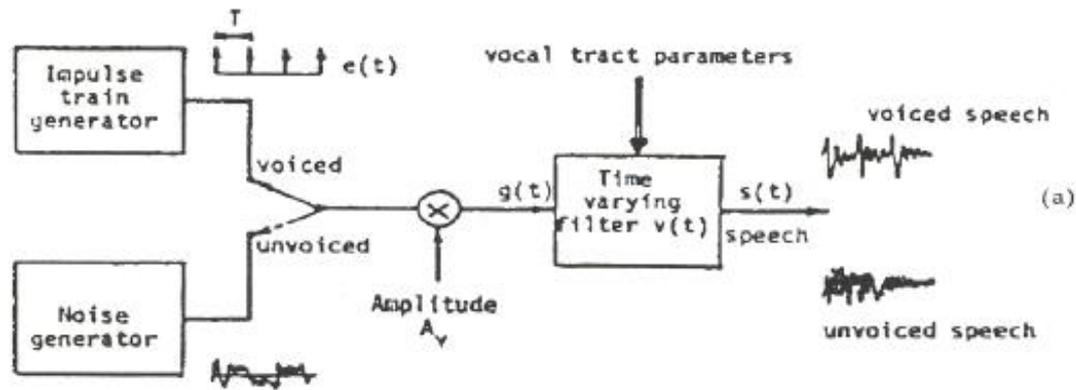 T
e(t)
Impulse
train
generator
vocal tract parameters
voiced speech
voiced
g(t)
Time
varying
filter v(t)
s(t)
speech
(a)
unvoiced
Amplitude
A_v
Noise
generator
unvoiced speech